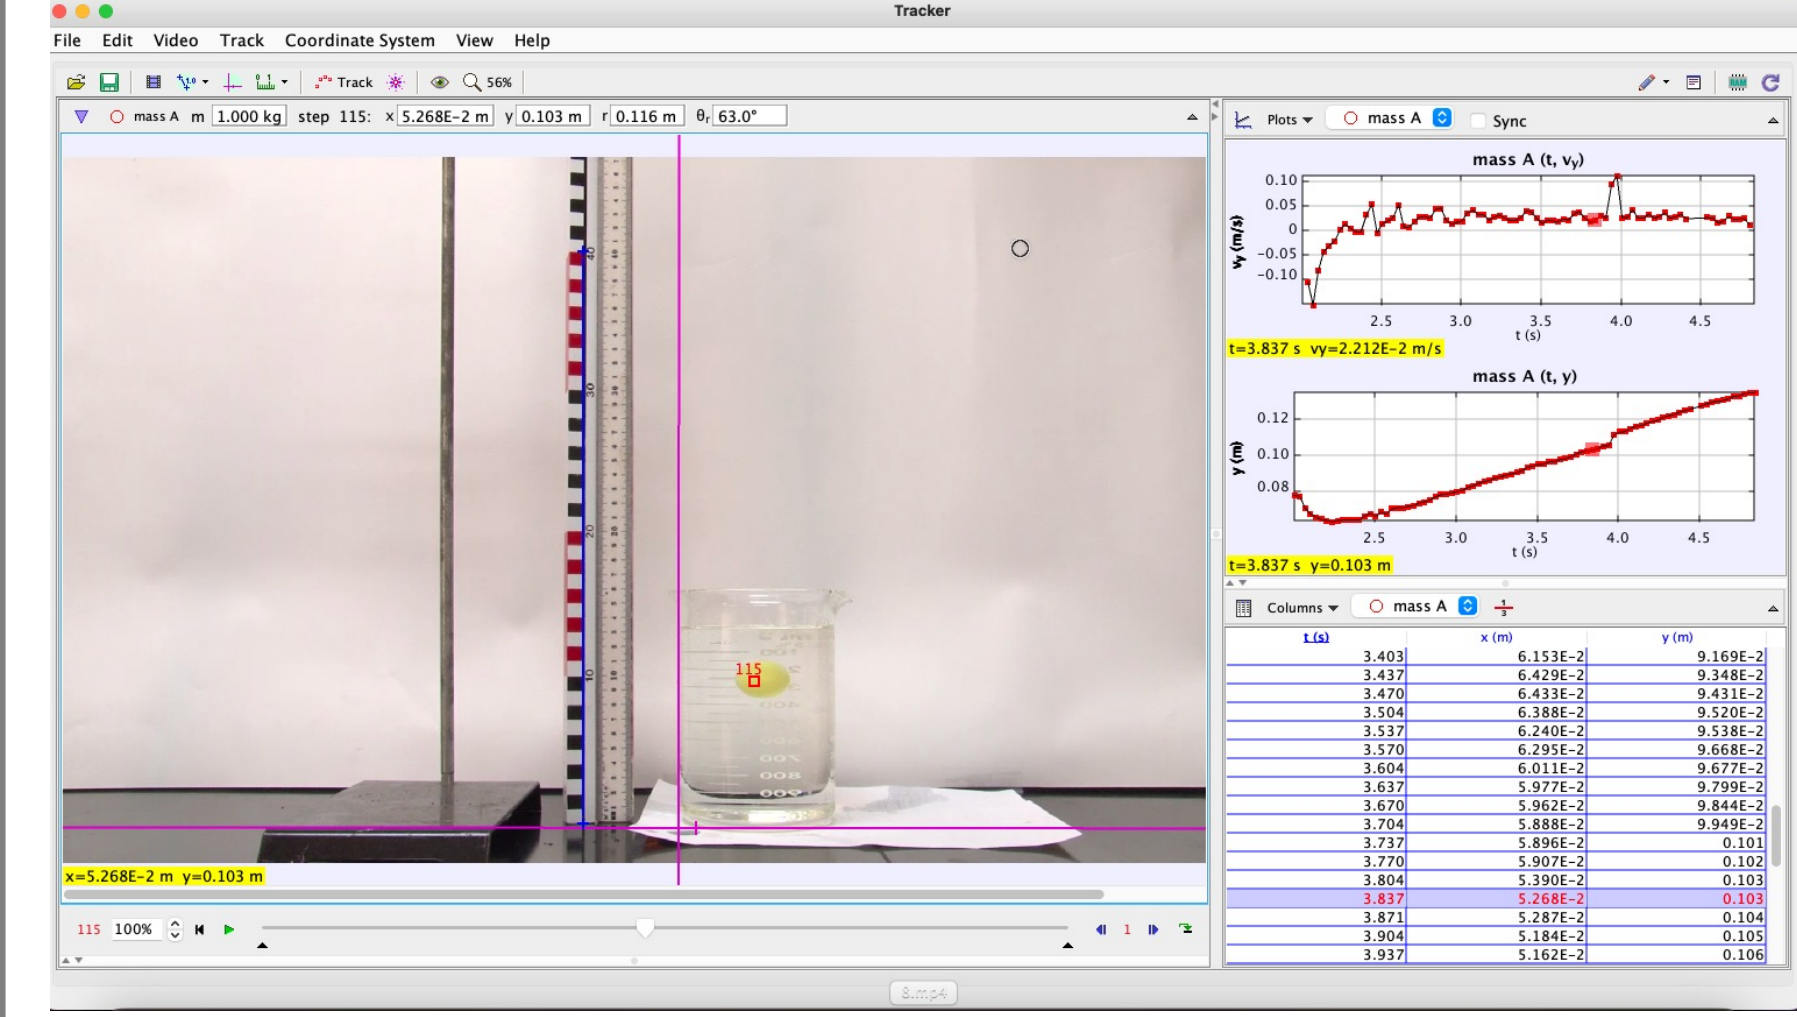 Tracker
File Edit Video Track Coordinate System View Help
Track 56%
mass A m 1.000 kg step 115: x 5.268E-2 m y 0.103 m r 0.116 m θr 63.0°
Plots mass A Sync
mass A (t, vy)
0.10
0.05
0
-0.05
-0.10
vy (m/s)
2.5 3.0 3.5 4.0 4.5
t (s)
t=3.837 s vy=2.212E-2 m/s
mass A (t, y)
0.12
0.10
0.08
y (m)
2.5 3.0 3.5 4.0 4.5
t (s)
t=3.837 s y=0.103 m
Columns mass A
t (s) x (m) y (m)
3.403 6.153E-2 9.169E-2
3.437 6.429E-2 9.348E-2
3.470 6.433E-2 9.431E-2
3.504 6.388E-2 9.520E-2
3.537 6.240E-2 9.538E-2
3.570 6.295E-2 9.668E-2
3.604 6.011E-2 9.677E-2
3.637 5.977E-2 9.799E-2
3.670 5.962E-2 9.844E-2
3.704 5.888E-2 9.949E-2
3.737 5.896E-2 0.101
3.770 5.907E-2 0.102
3.804 5.390E-2 0.103
3.837 5.268E-2 0.103
3.871 5.287E-2 0.104
3.904 5.184E-2 0.105
3.937 5.162E-2 0.106
40
30
20
10
115
x=5.268E-2 m y=0.103 m
115 100% 1
8.mp4